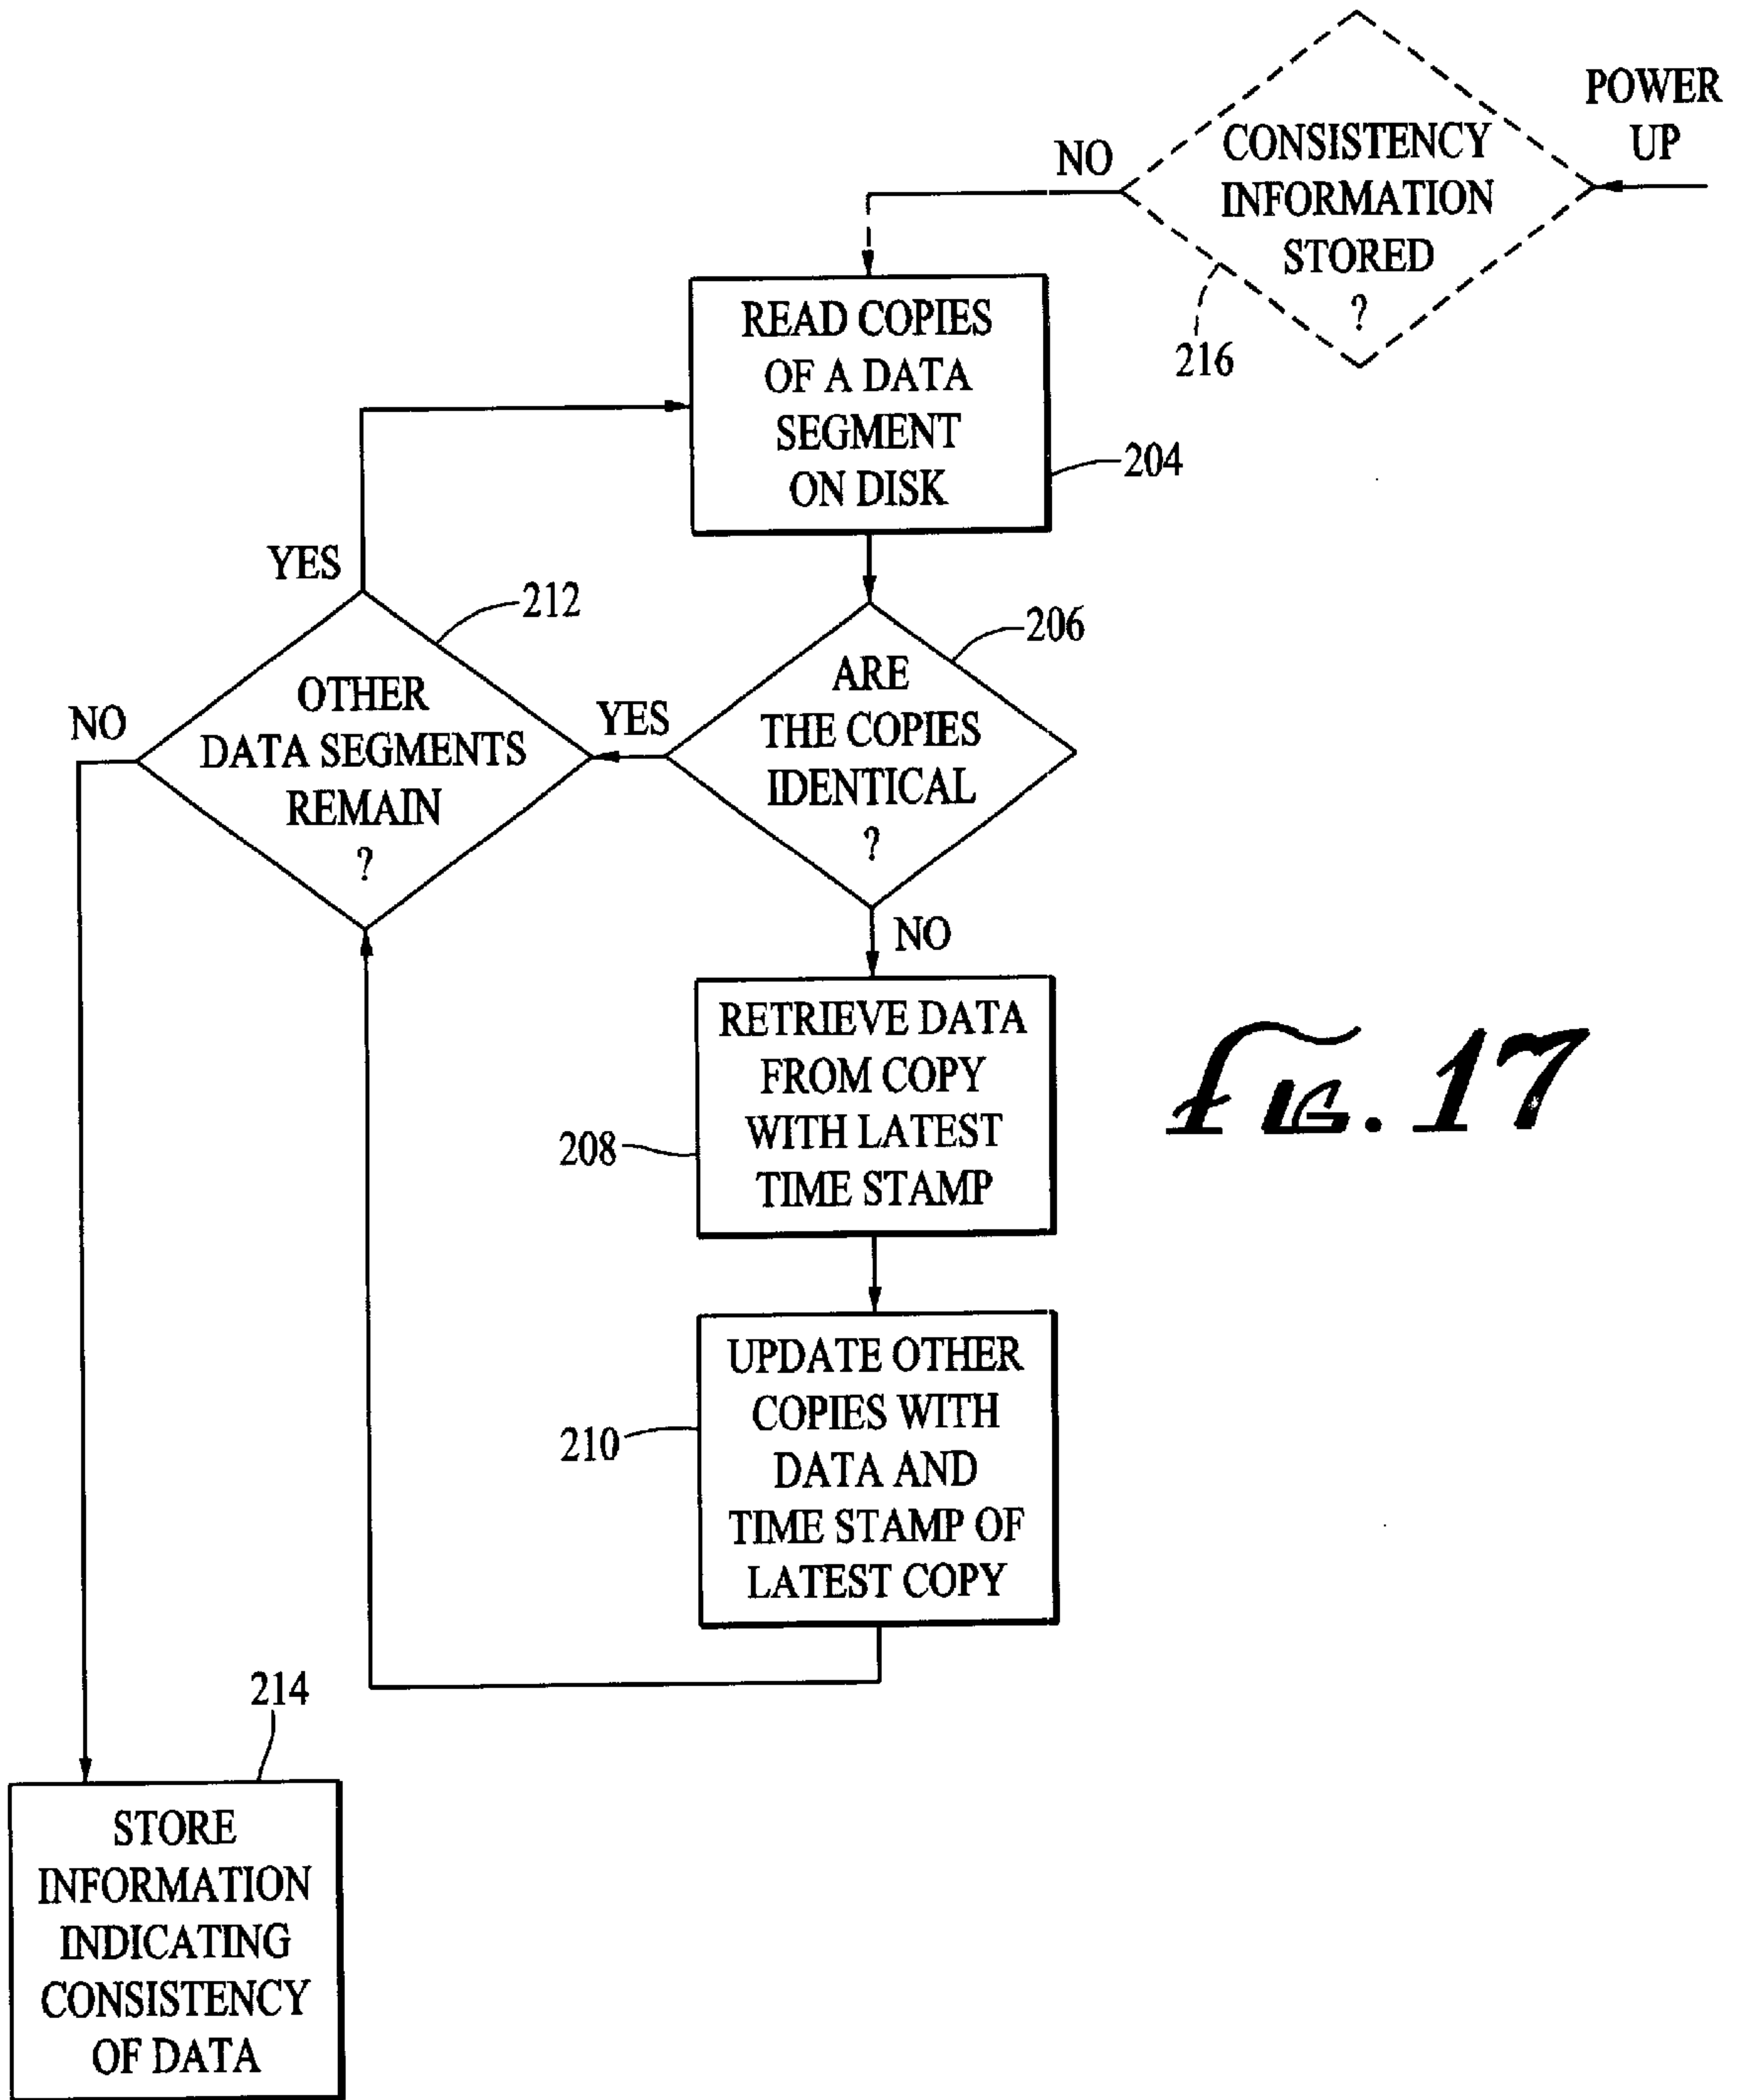 POWER
UP
NO
CONSISTENCY
INFORMATION
STORED
?
216
READ COPIES
OF A DATA
SEGMENT
ON DISK
204
YES
212
206
OTHER
DATA SEGMENTS
REMAIN
?
NO
YES
ARE
THE COPIES
IDENTICAL
?
NO
RETRIEVE DATA
FROM COPY
WITH LATEST
TIME STAMP
208
FIG. 17
UPDATE OTHER
COPIES WITH
DATA AND
TIME STAMP OF
LATEST COPY
210
214
STORE
INFORMATION
INDICATING
CONSISTENCY
OF DATA